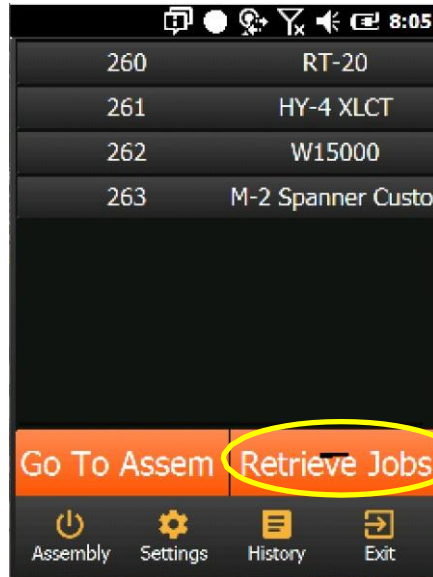 8:05
260 RT-20
261 HY-4 XLCT
262 W15000
263 M-2 Spanner Custo
Go To Assem Retrieve Jobs
Assembly Settings History Exit